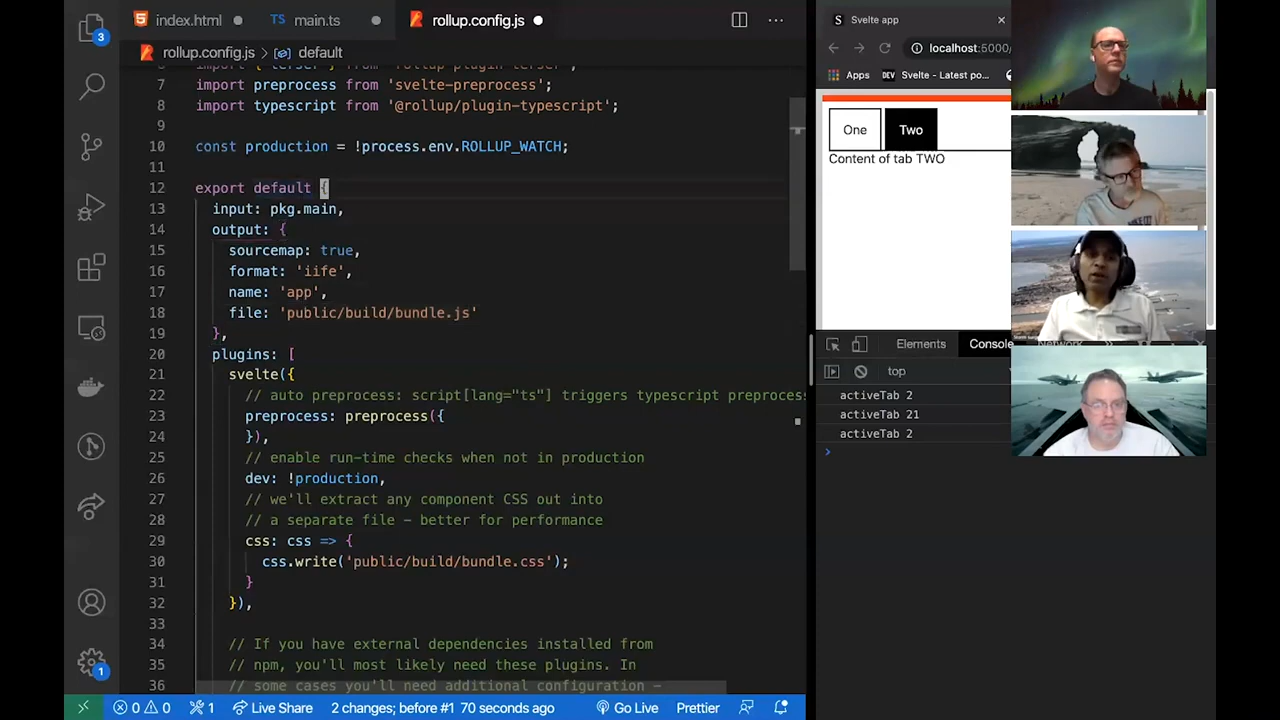 index.html
TS main.ts
rollup.config.js
rollup.config.js › default
7 import preprocess from 'svelte-preprocess';
8 import typescript from '@rollup/plugin-typescript';
9
10 const production = !process.env.ROLLUP_WATCH;
11
12 export default {
13 input: pkg.main,
14 output: {
15 sourcemap: true,
16 format: 'iife',
17 name: 'app',
18 file: 'public/build/bundle.js'
19 },
20 plugins: [
21 svelte({
22 // auto preprocess: script[lang="ts"] triggers typescript preproces
23 preprocess: preprocess({
24 }),
25 // enable run-time checks when not in production
26 dev: !production,
27 // we'll extract any component CSS out into
28 // a separate file - better for performance
29 css: css => {
30 css.write('public/build/bundle.css');
31 }
32 }),
33
34 // If you have external dependencies installed from
35 // npm, you'll most likely need these plugins. In
36 // some cases you'll need additional configuration -
3
1
0 0 1 Live Share 2 changes; before #1 70 seconds ago Go Live Prettier
S Svelte app
localhost:5000/
Apps DEV Svelte - Latest po...
One
Two
Content of tab TWO
Elements Console
top
activeTab 2
activeTab 21
activeTab 2